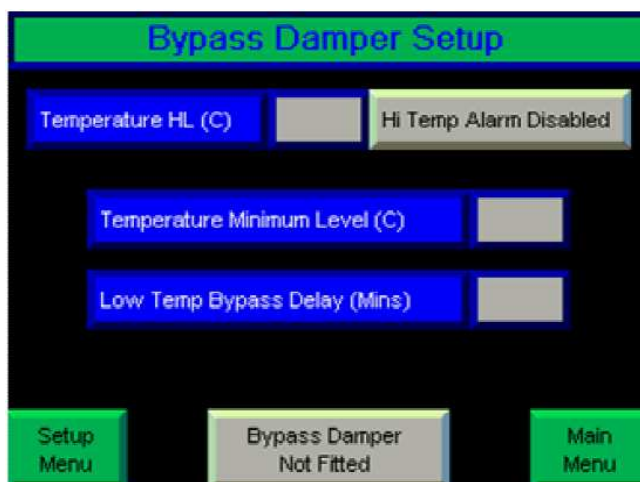 Bypass Damper Setup
Temperature HL (C)
Hi Temp Alarm Disabled
Temperature Minimum Level (C)
Low Temp Bypass Delay (Mins)
Setup
Menu
Bypass Damper
Not Fitted
Main
Menu